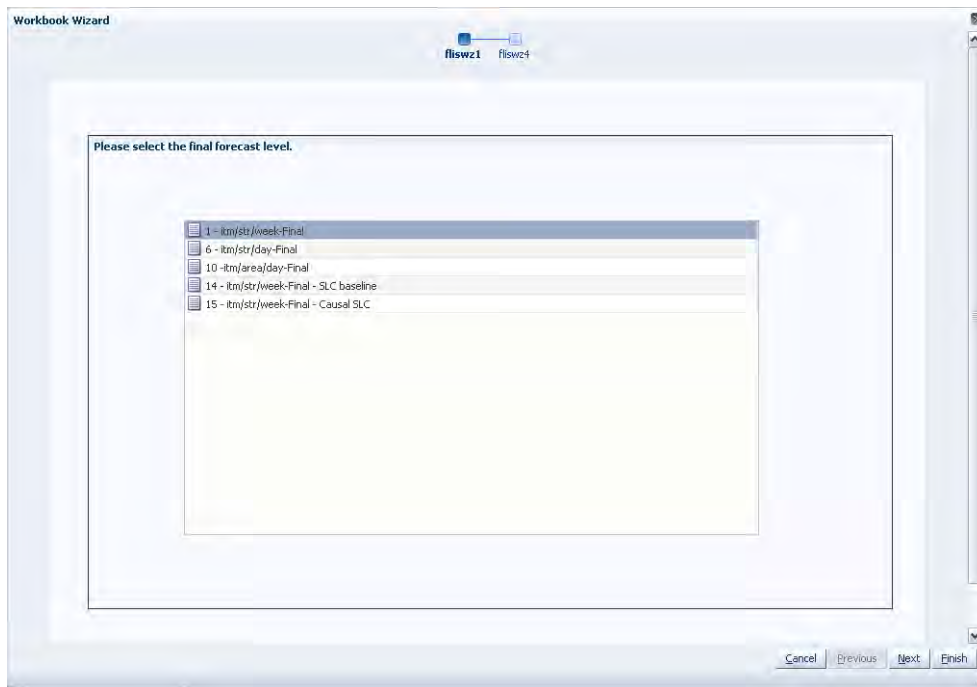 Workbook Wizard
fliswz1 fliswz4
Please select the final forecast level.
1 - itm/str/week-Final
6 - itm/str/day-Final
10 -itm/area/day-Final
14 - itm/str/week-Final - SLC baseline
15 - itm/str/week-Final - Causal SLC
Cancel Previous Next Finish